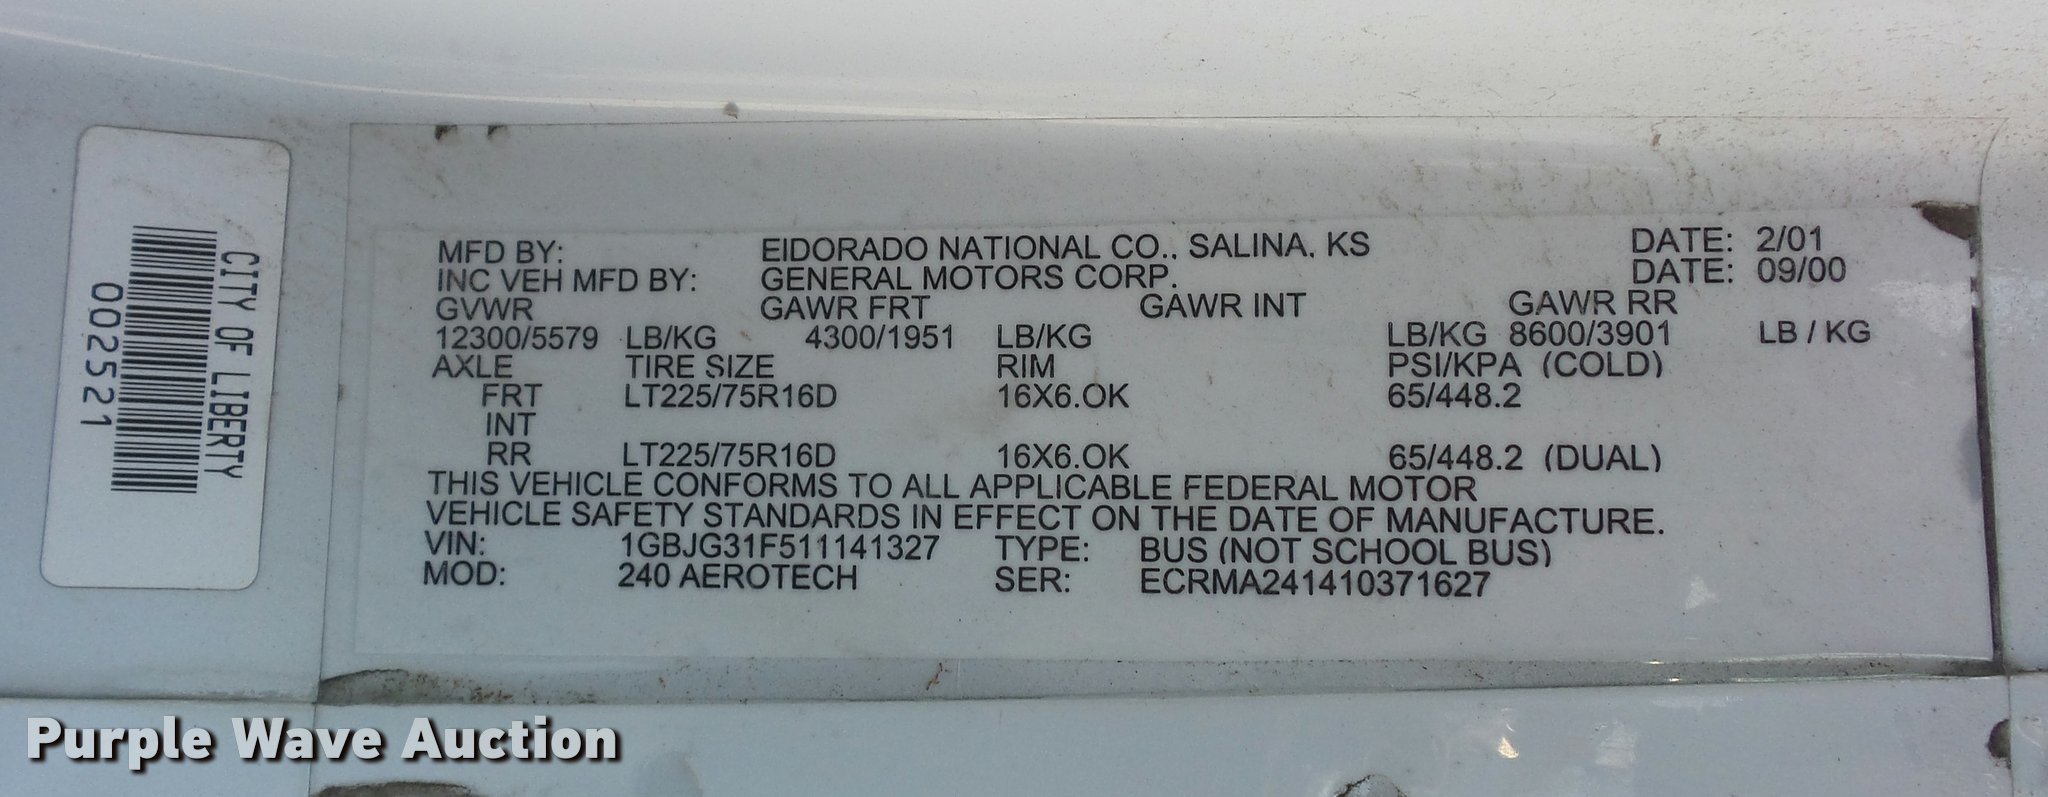 CITY OF LIBERTY
002521
MFD BY: EIDORADO NATIONAL CO., SALINA, KS DATE: 2/01
INC VEH MFD BY: GENERAL MOTORS CORP. DATE: 09/00
GVWR GAWR FRT GAWR INT GAWR RR
12300/5579 LB/KG 4300/1951 LB/KG LB/KG 8600/3901 LB / KG
AXLE TIRE SIZE RIM PSI/KPA (COLD)
FRT LT225/75R16D 16X6.OK 65/448.2
INT
RR LT225/75R16D 16X6.OK 65/448.2 (DUAL)
THIS VEHICLE CONFORMS TO ALL APPLICABLE FEDERAL MOTOR
VEHICLE SAFETY STANDARDS IN EFFECT ON THE DATE OF MANUFACTURE.
VIN: 1GBJG31F511141327 TYPE: BUS (NOT SCHOOL BUS)
MOD: 240 AEROTECH SER: ECRMA241410371627
Purple Wave Auction